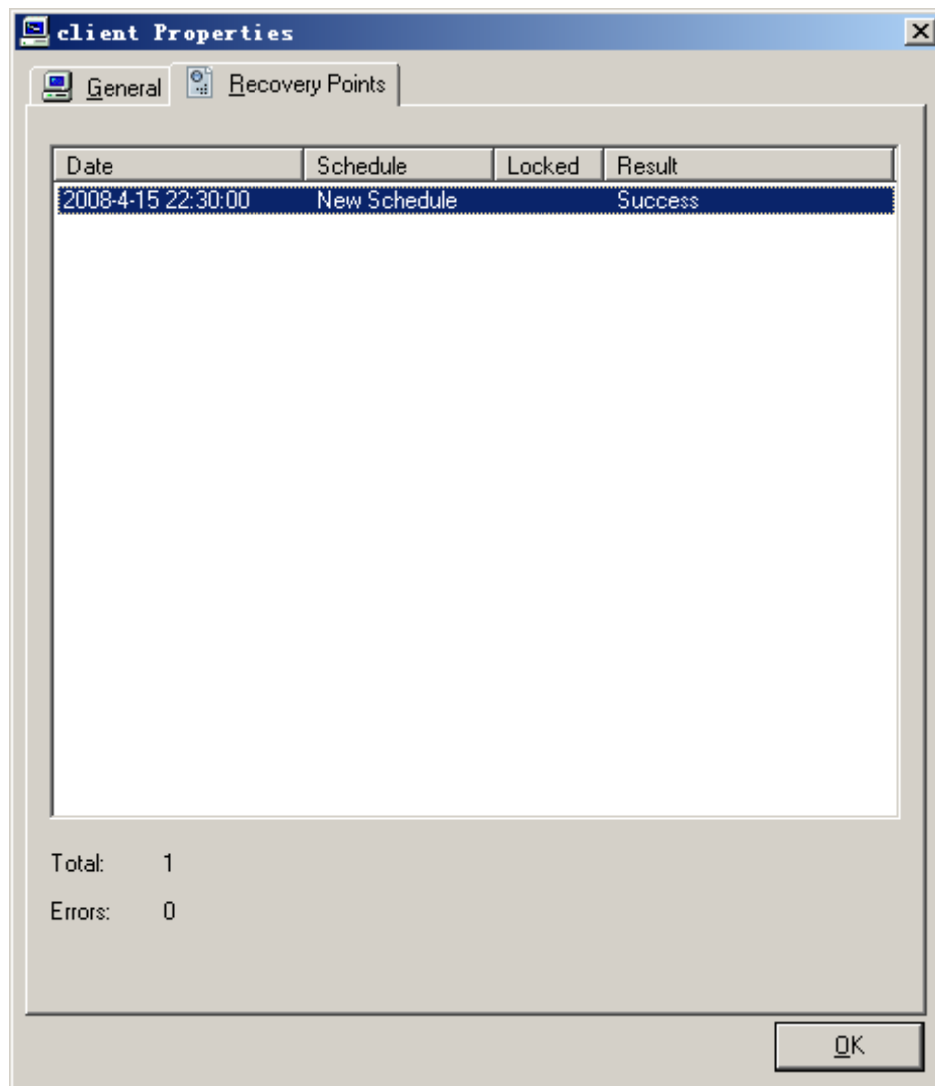 client Properties
General Recovery Points
Date Schedule Locked Result
2008-4-15 22:30:00 New Schedule Success
Total: 1
Errors: 0
OK